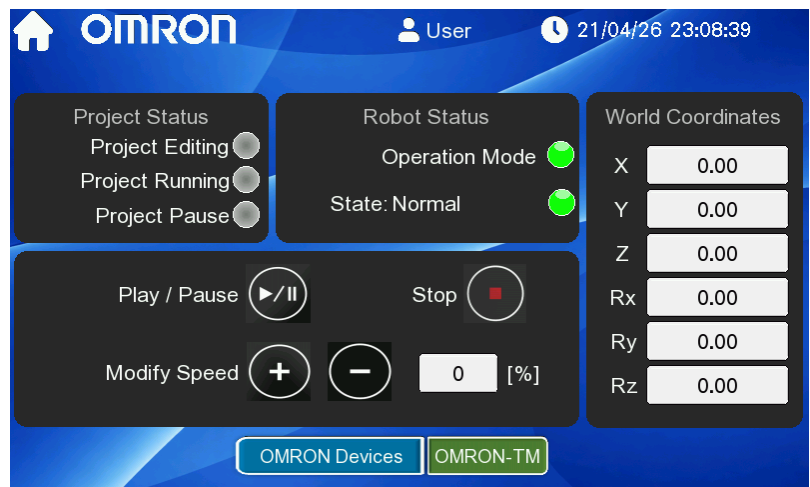 OMRON
User
21/04/26 23:08:39
Project Status
Project Editing
Project Running
Project Pause
Robot Status
Operation Mode
State: Normal
World Coordinates
X 0.00
Y 0.00
Z 0.00
Rx 0.00
Ry 0.00
Rz 0.00
Play / Pause
Stop
Modify Speed + − 0 [%]
OMRON Devices
OMRON-TM